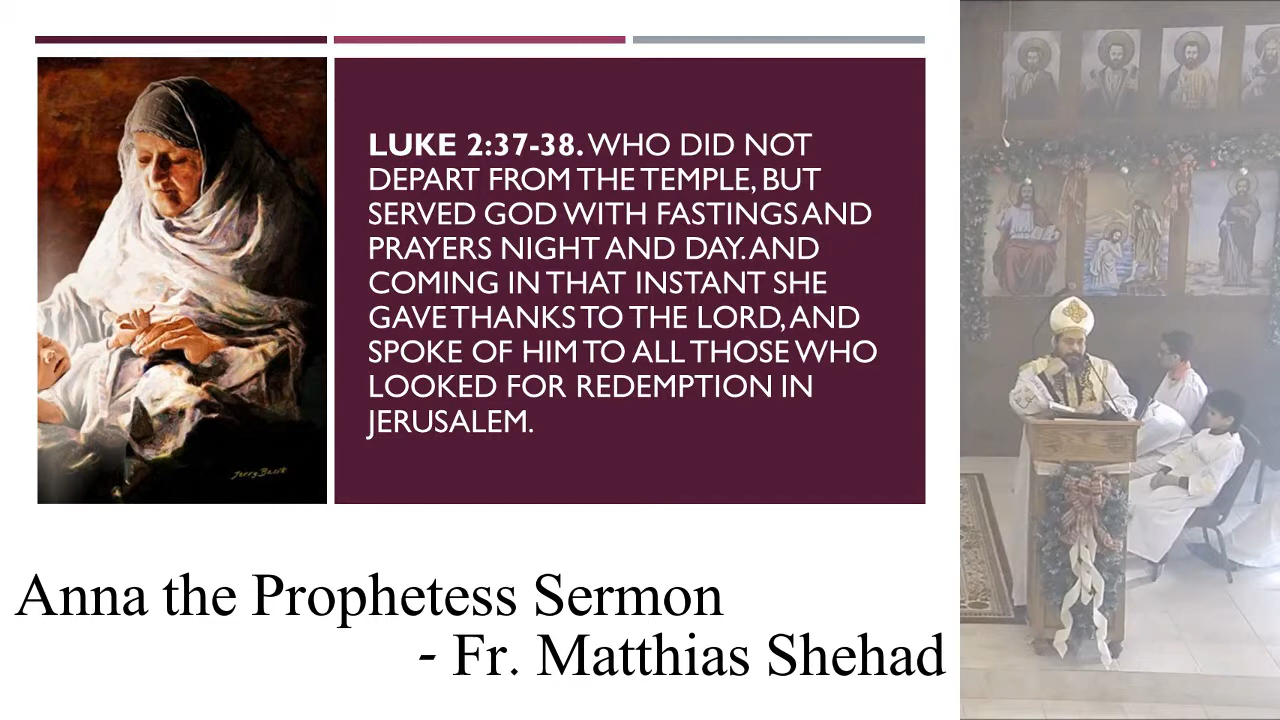 LUKE 2:37-38. WHO DID NOT
DEPART FROM THE TEMPLE, BUT
SERVED GOD WITH FASTINGS AND
PRAYERS NIGHT AND DAY. AND
COMING IN THAT INSTANT SHE
GAVE THANKS TO THE LORD, AND
SPOKE OF HIM TO ALL THOSE WHO
LOOKED FOR REDEMPTION IN
JERUSALEM.
Anna the Prophetess Sermon
- Fr. Matthias Shehad